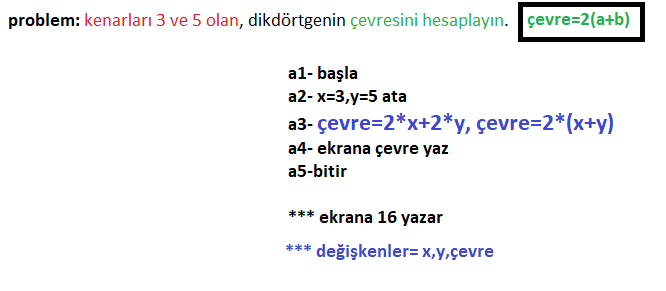 problem: kenarları 3 ve 5 olan, dikdörtgenin çevresini hesaplayın. çevre=2(a+b)
a1- başla
a2- x=3,y=5 ata
a3- çevre=2*x+2*y, çevre=2*(x+y)
a4- ekrana çevre yaz
a5-bitir
*** ekrana 16 yazar
*** değişkenler= x,y,çevre